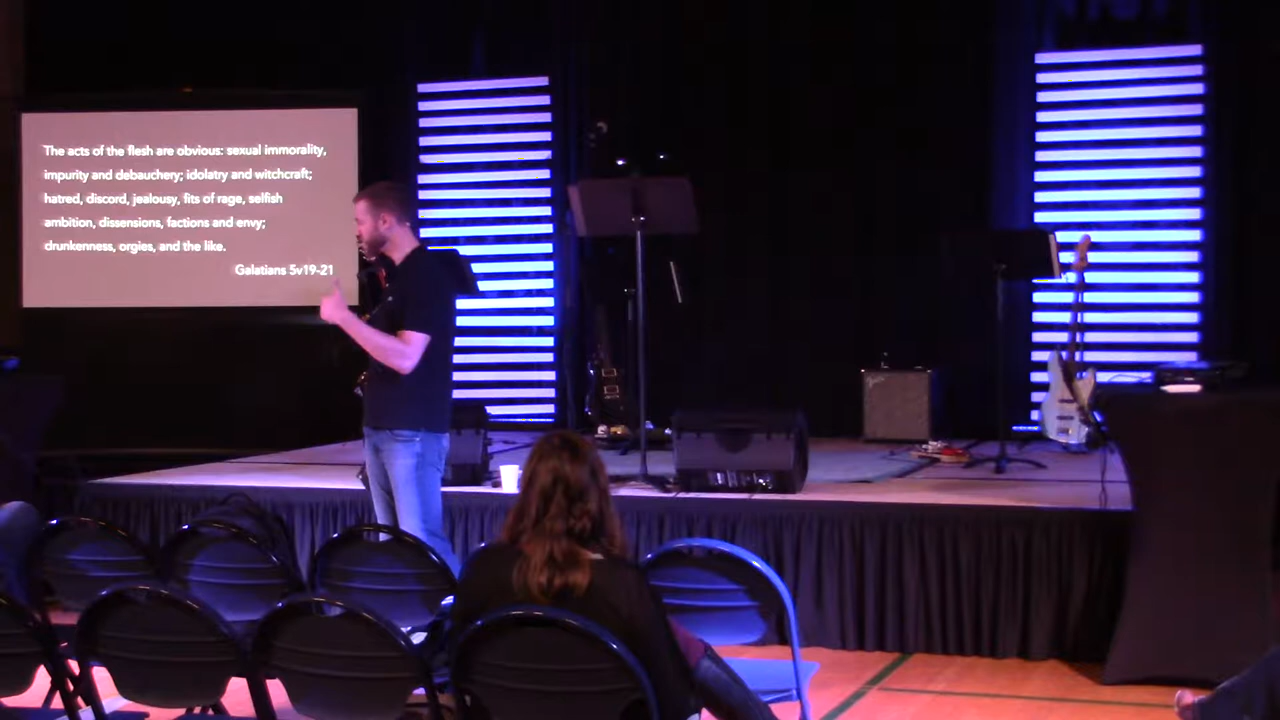 The acts of the flesh are obvious: sexual immorality,
impurity and debauchery; idolatry and witchcraft;
hatred, discord, jealousy, fits of rage, selfish
ambition, dissensions, factions and envy;
drunkenness, orgies, and the like.
Galatians 5v19-21